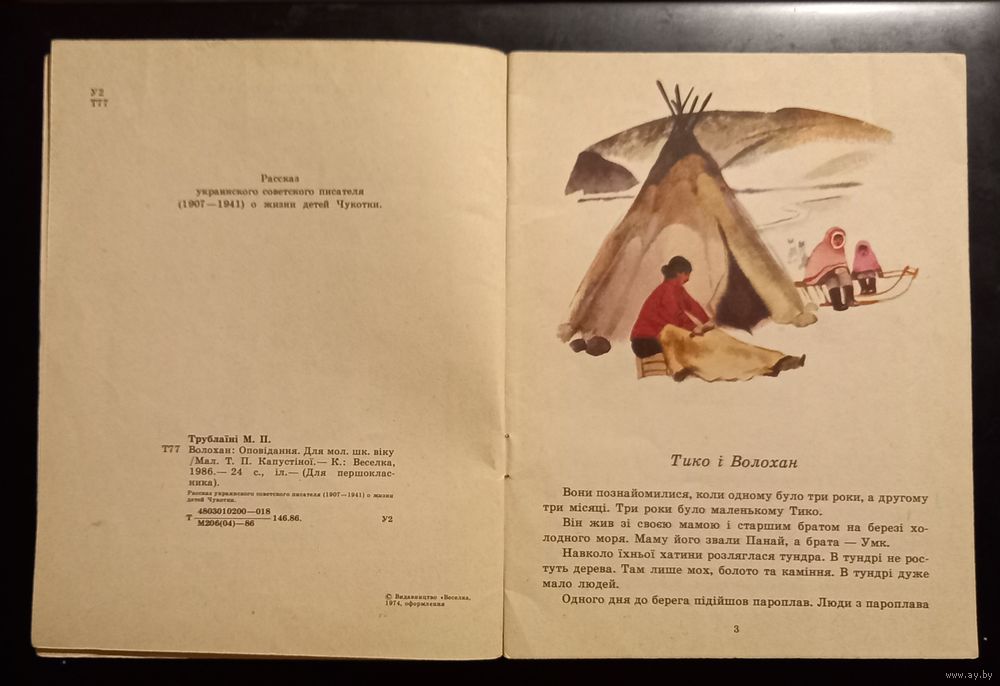 У2
Т77
Рассказ
украинского советского писателя
(1907—1941) о жизни детей Чукотки.
Трублаїні М. П.
Т77 Волохан: Оповідання. Для мол. шк. віку
/Мал. Т. П. Капустіної.— К.: Веселка,
1986.— 24 с., іл.— (Для першоклас-
ника).
Рассказ украинского советского писателя (1907—1941) о жизни
детей Чукотки.
Т 4803010200—018
М206(04)—86 146.86. У2
© Видавництво «Веселка,
1974, оформлення
Тико і Волохан
Вони познайомилися, коли одному було три роки, а другому
три місяці. Три роки було маленькому Тико.
Він жив зі своєю мамою і старшим братом на березі хо-
лодного моря. Маму його звали Панай, а брата — Умк.
Навколо їхньої хатини розляглася тундра. В тундрі не рос-
туть дерева. Там лише мох, болото та каміння. В тундрі дуже
мало людей.
Одного дня до берега підійшов пароплав. Люди з пароплава
3
www.ay.by